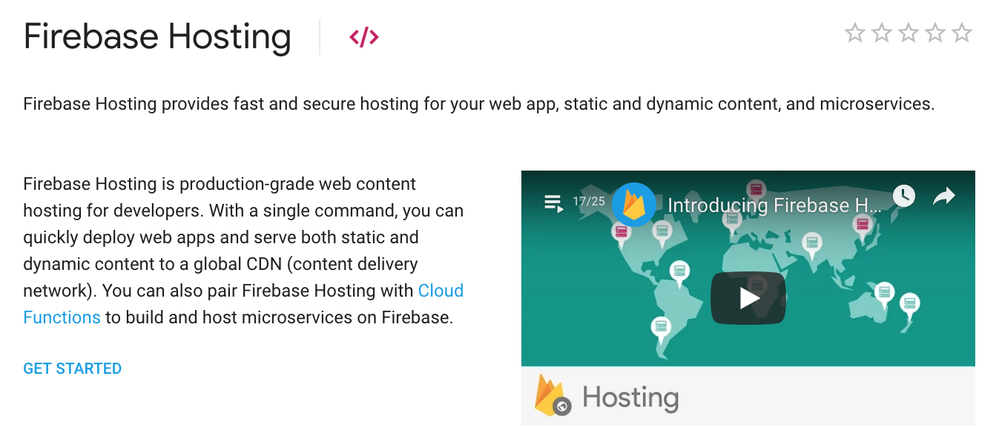 Firebase Hosting
</>
Firebase Hosting provides fast and secure hosting for your web app, static and dynamic content, and microservices.
Firebase Hosting is production-grade web content
hosting for developers. With a single command, you can
quickly deploy web apps and serve both static and
dynamic content to a global CDN (content delivery
network). You can also pair Firebase Hosting with Cloud
Functions to build and host microservices on Firebase.
GET STARTED
17/25
Introducing Firebase H...
Hosting